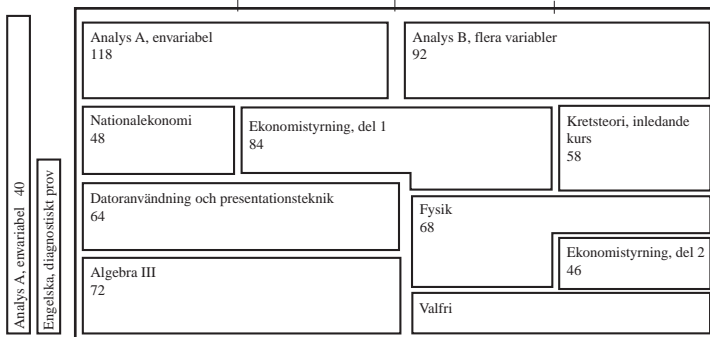 Analys A, envariabel  40
Engelska, diagnostiskt prov
Analys A, envariabel
118
Analys B, flera variabler
92
Nationalekonomi
48
Ekonomistyrning, del 1
84
Kretsteori, inledande
kurs
58
Datoranvändning och presentationsteknik
64
Fysik
68
Ekonomistyrning, del 2
46
Algebra III
72
Valfri